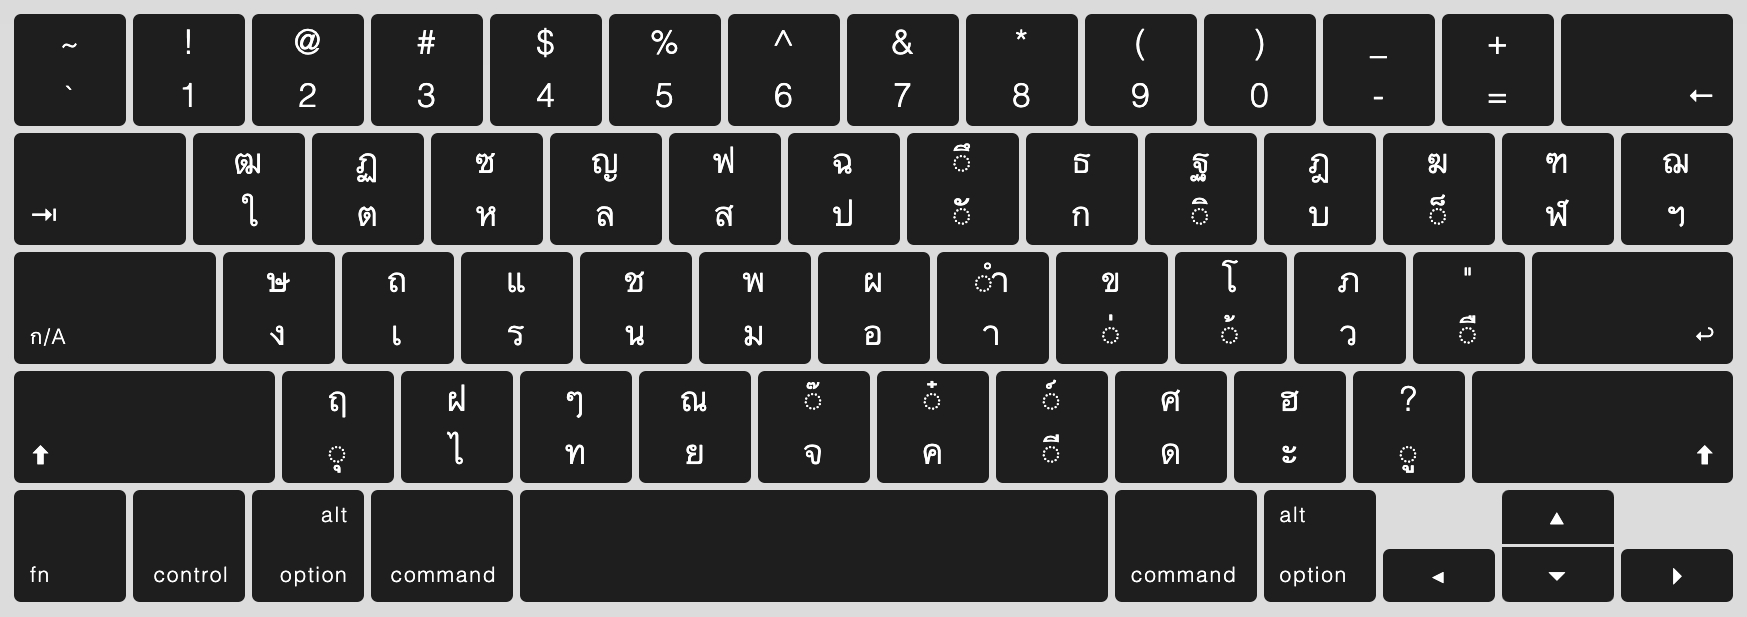 ~ ! @ # $ % ^ & * ( ) _ +
` 1 2 3 4 5 6 7 8 9 0 - = ←
ฒ ฏ ซ ญ ฟ ฉ ◌ึ ธ ฐ ฎ ฆ ฑ ฌ
⇥ ใ ต ห ล ส ป ◌ั ก ◌ิ บ ◌็ ฬ ฯ
ษ ถ แ ช พ ผ ◌ำ ข โ ภ "
ก/A ง เ ร น ม อ า ◌่ ◌้ ว ◌ื ↩
ฤ ฝ ๆ ณ ◌๊ ◌๋ ◌์ ศ ฮ ?
⬆ ◌ุ ไ ท ย จ ค ◌ี ด ะ ◌ู ⬆
alt alt ▲
fn control option command command option ◀ ▼ ▶